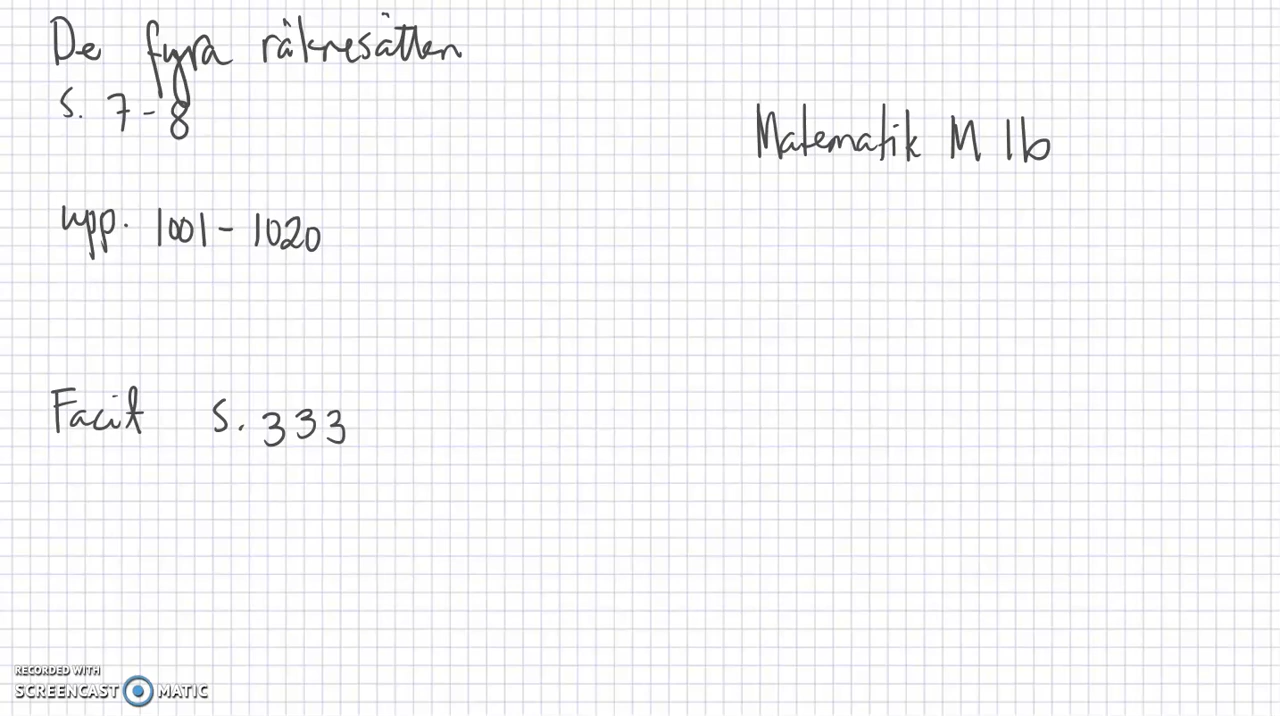 De fyra räknesätten
s. 7-8
Matematik M 1b
upp. 1001-1020
Facit s. 333
RECORDED WITH
SCREENCAST MATIC